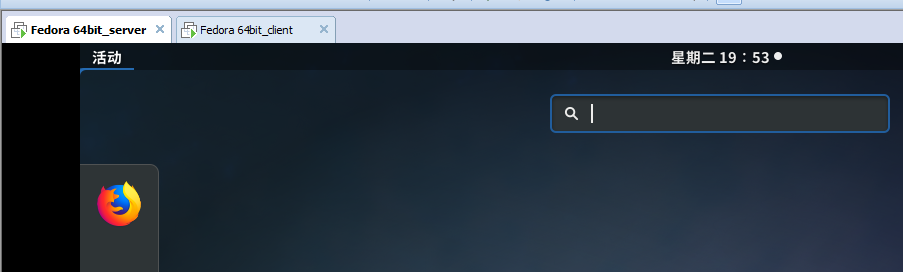 Fedora 64bit_server
Fedora 64bit_client
活动
星期二 19：53